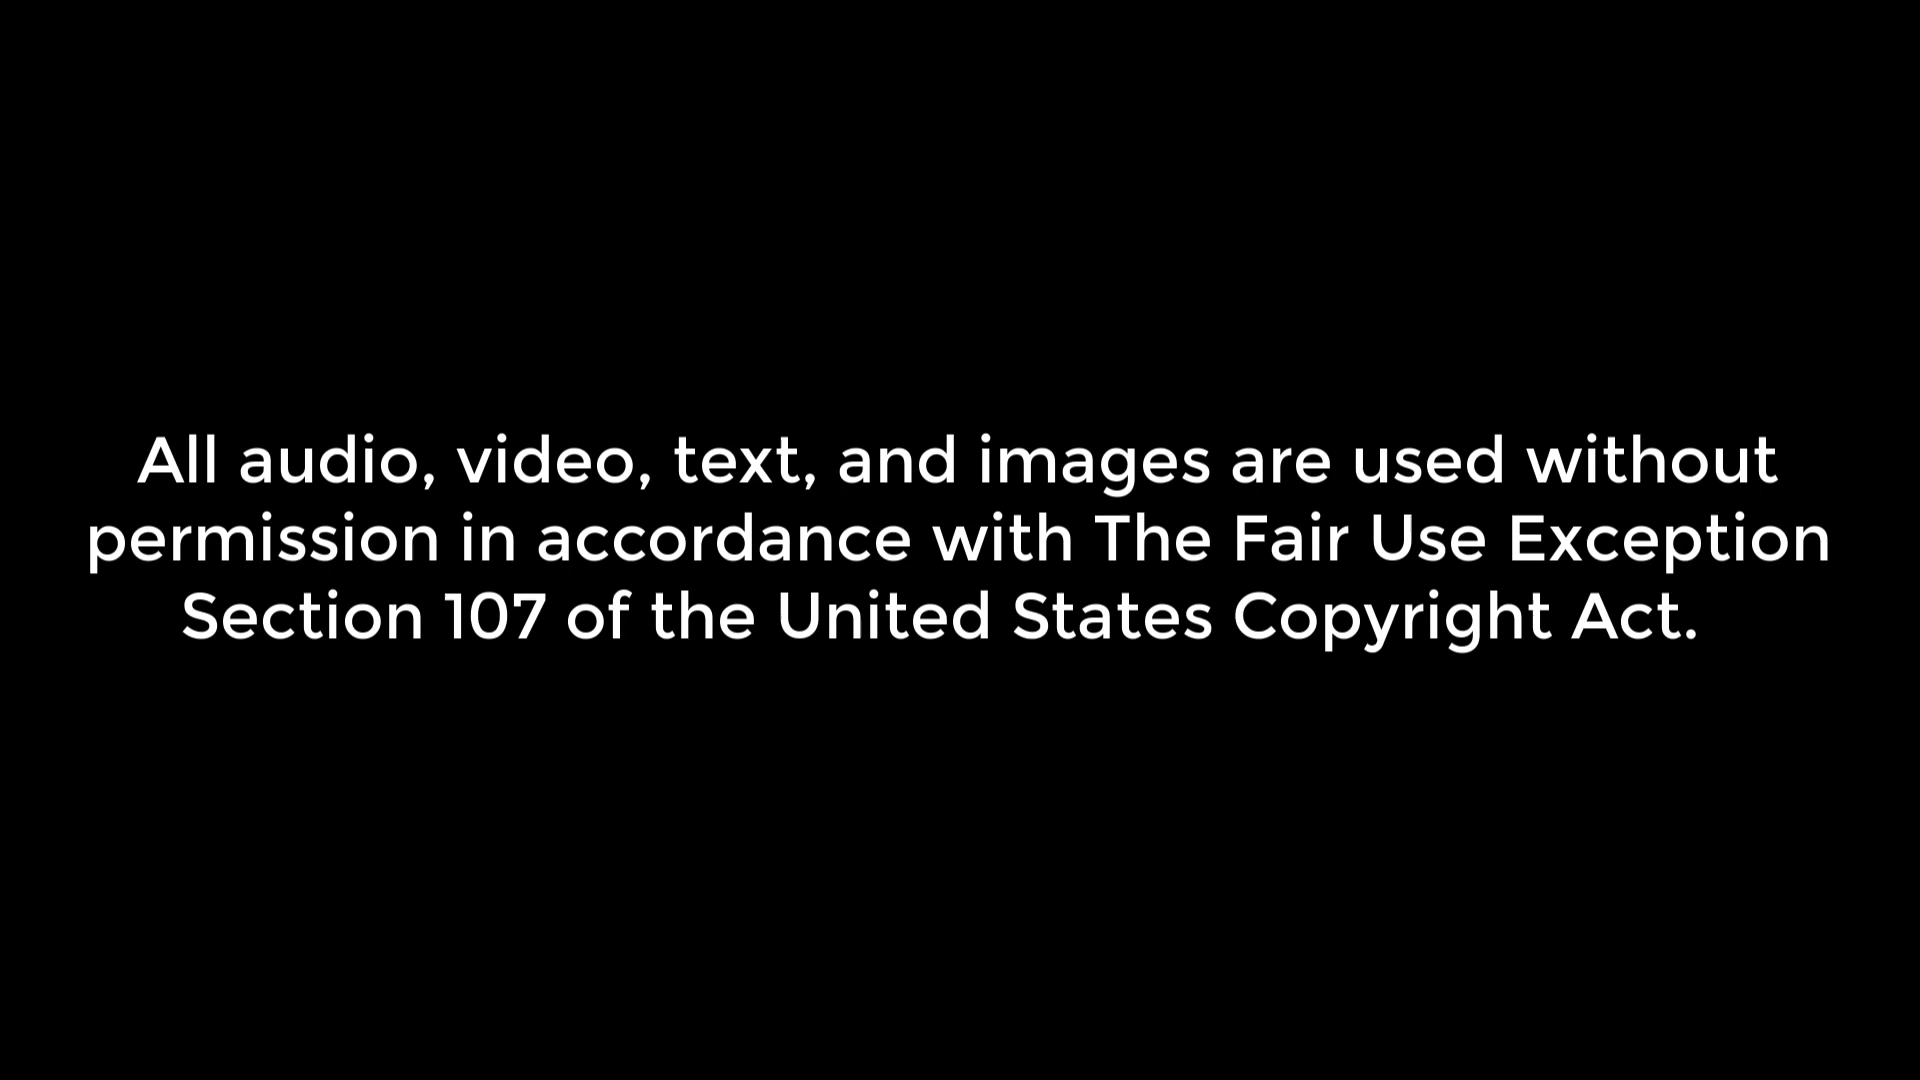 All audio, video, text, and images are used without
permission in accordance with The Fair Use Exception
Section 107 of the United States Copyright Act.